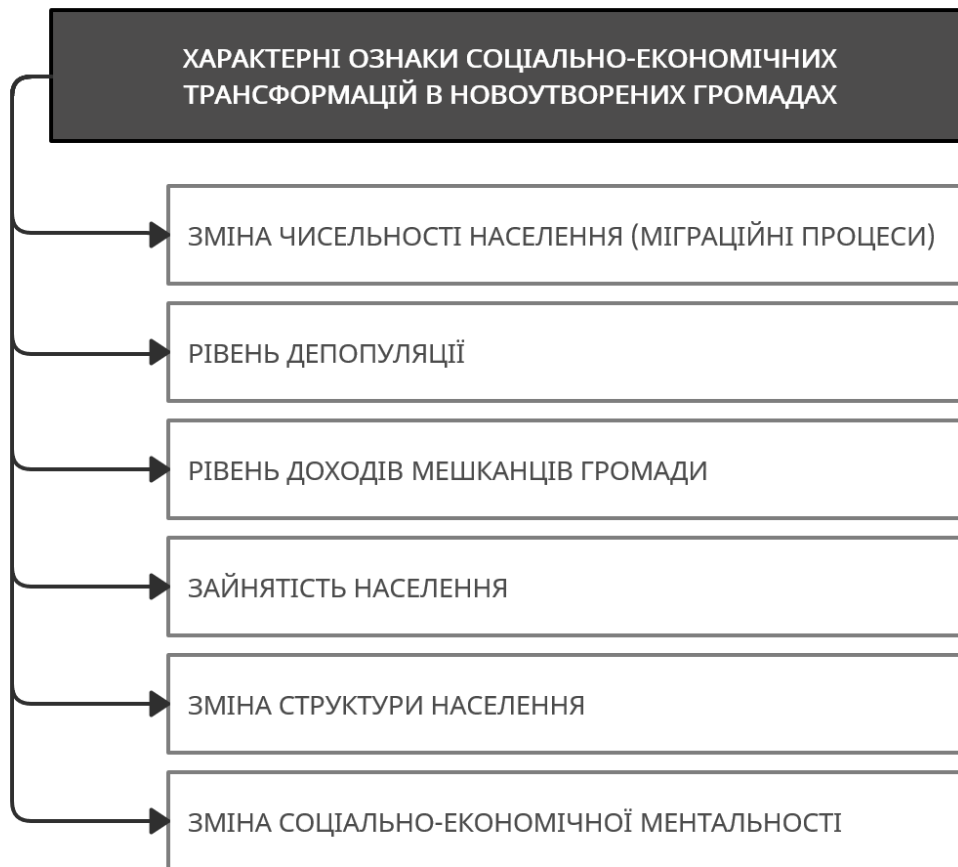 ХАРАКТЕРНІ ОЗНАКИ СОЦІАЛЬНО-ЕКОНОМІЧНИХ
ТРАНСФОРМАЦІЙ В НОВОУТВОРЕНИХ ГРОМАДАХ
ЗМІНА ЧИСЕЛЬНОСТІ НАСЕЛЕННЯ (МІГРАЦІЙНІ ПРОЦЕСИ)
РІВЕНЬ ДЕПОПУЛЯЦІЇ
РІВЕНЬ ДОХОДІВ МЕШКАНЦІВ ГРОМАДИ
ЗАЙНЯТІСТЬ НАСЕЛЕННЯ
ЗМІНА СТРУКТУРИ НАСЕЛЕННЯ
ЗМІНА СОЦІАЛЬНО-ЕКОНОМІЧНОЇ МЕНТАЛЬНОСТІ